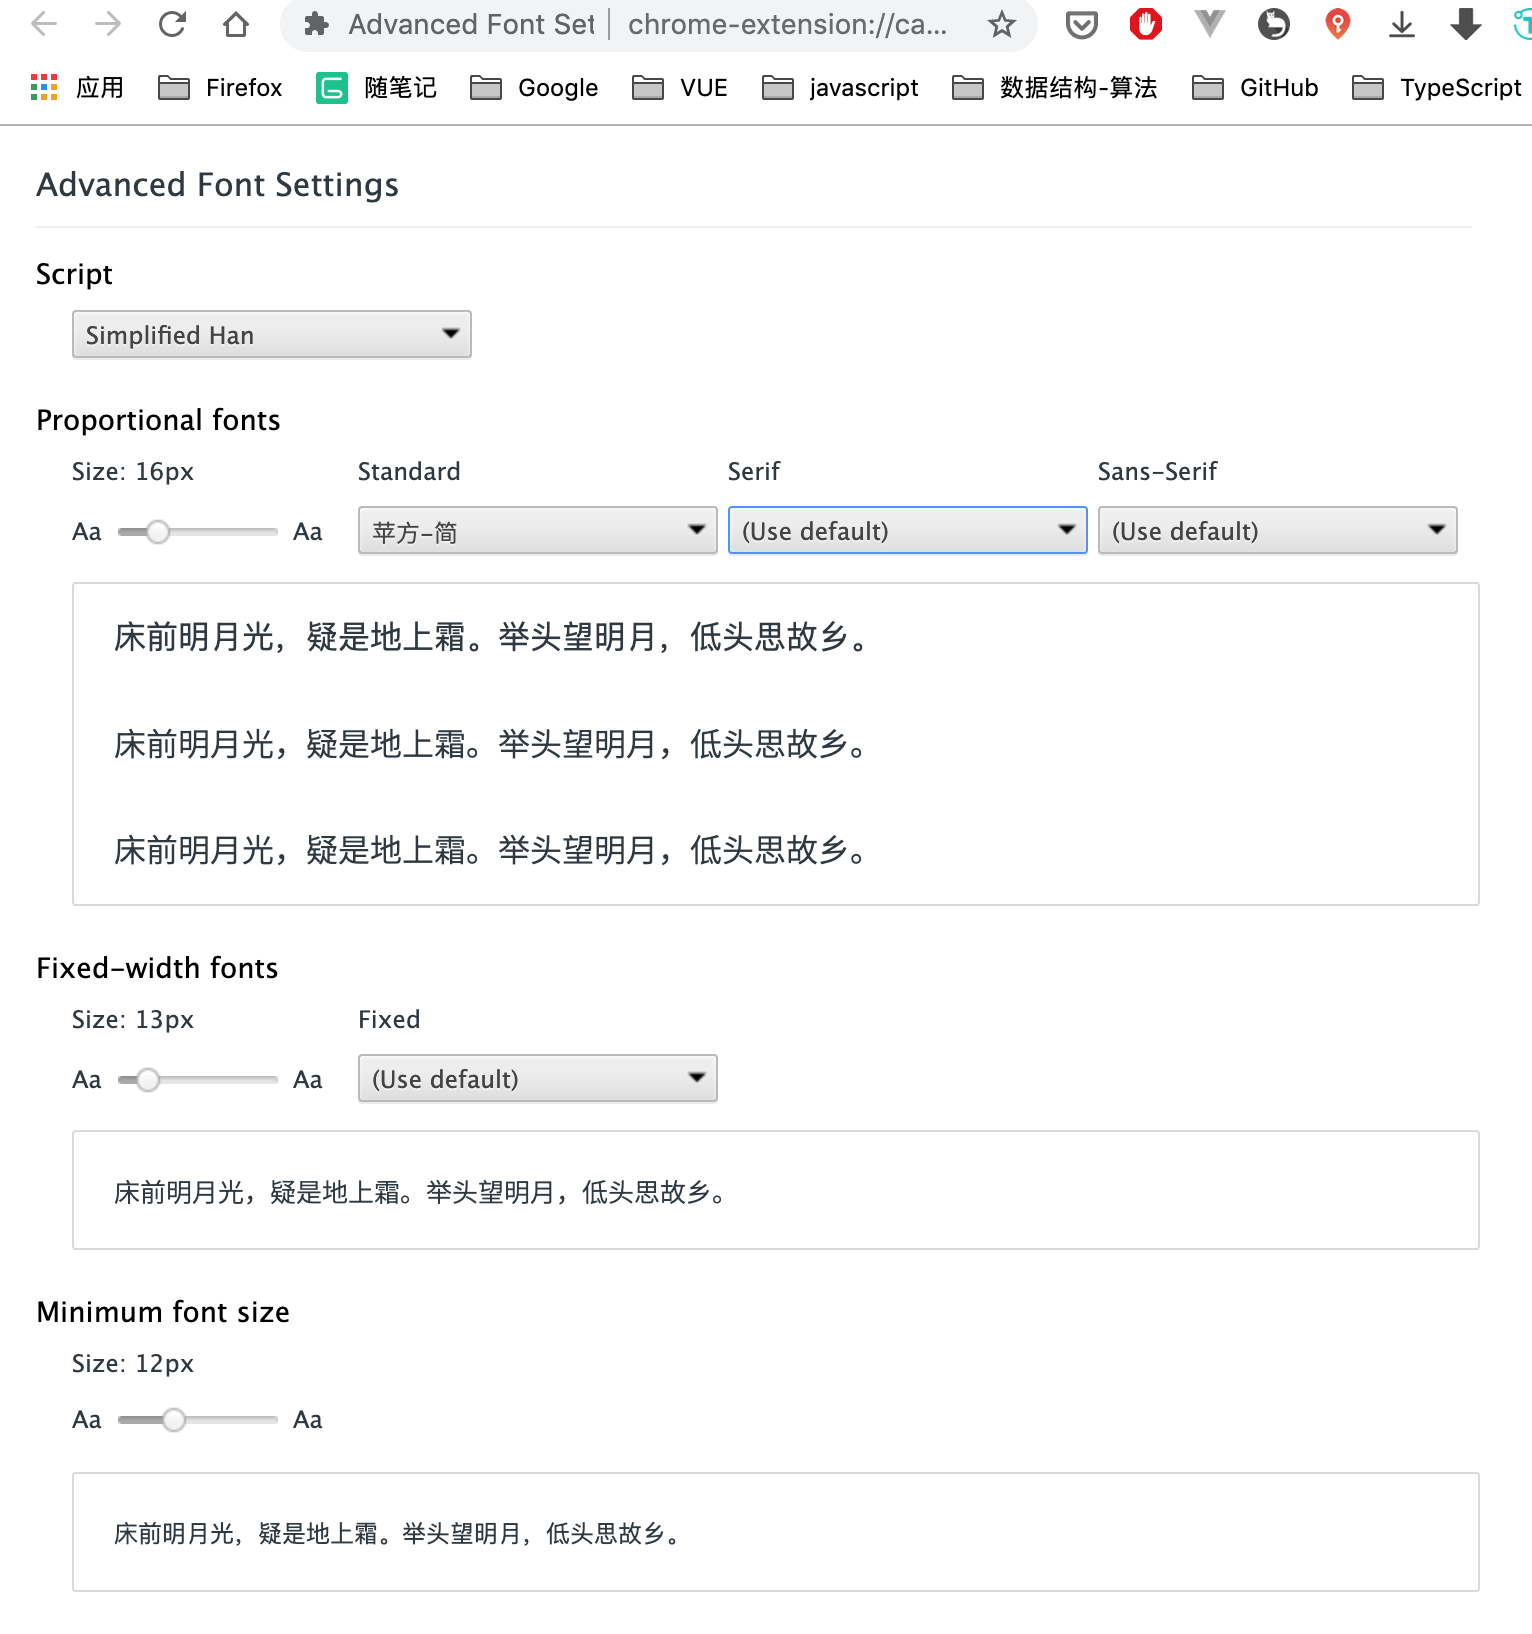 Advanced Font Set
chrome-extension://ca...
应用 Firefox 随笔记 Google VUE javascript 数据结构-算法 GitHub TypeScript
Advanced Font Settings
Script
Simplified Han
Proportional fonts
Size: 16px Standard Serif Sans-Serif
Aa Aa 苹方-简 (Use default) (Use default)
床前明月光，疑是地上霜。举头望明月，低头思故乡。
床前明月光，疑是地上霜。举头望明月，低头思故乡。
床前明月光，疑是地上霜。举头望明月，低头思故乡。
Fixed-width fonts
Size: 13px Fixed
Aa Aa (Use default)
床前明月光，疑是地上霜。举头望明月，低头思故乡。
Minimum font size
Size: 12px
Aa Aa
床前明月光，疑是地上霜。举头望明月，低头思故乡。